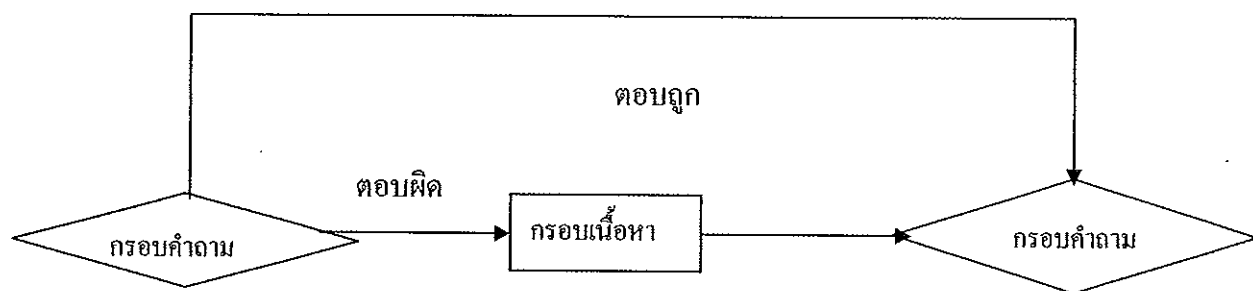 ตอบถูก
ตอบผิด
กรอบคำถาม
กรอบเนื้อหา
กรอบคำถาม